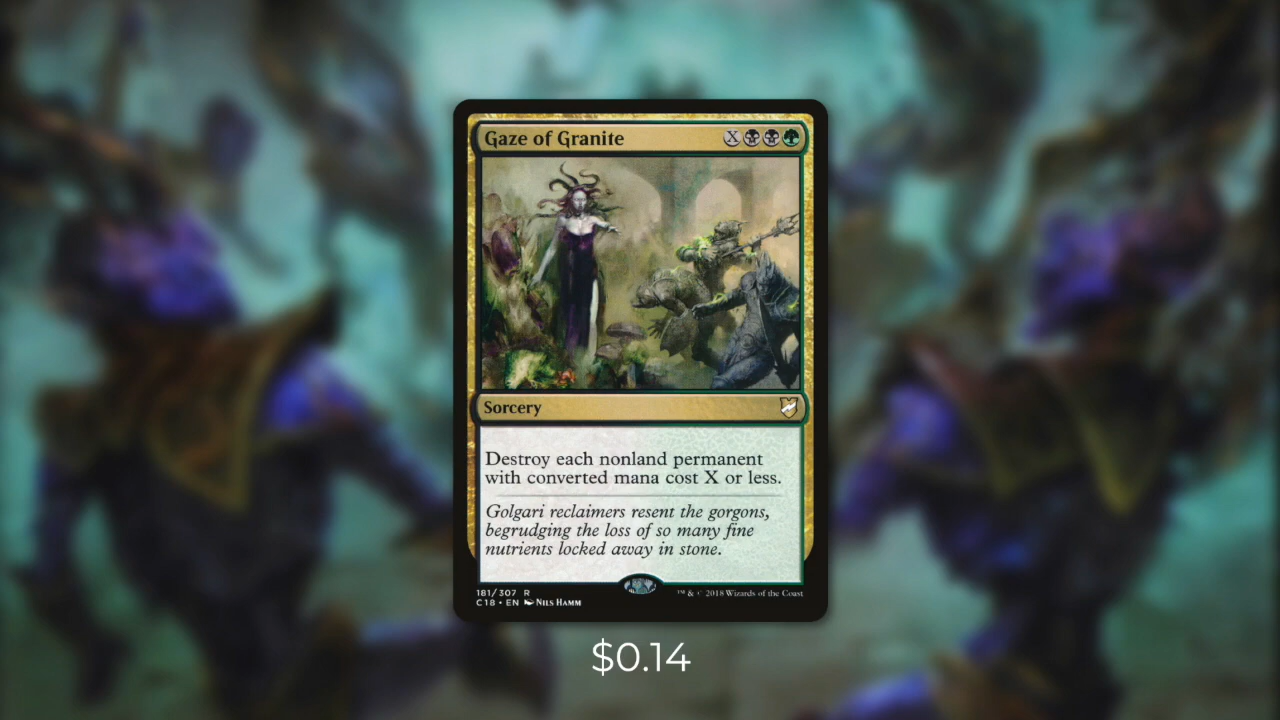 Gaze of Granite X
Sorcery
Destroy each nonland permanent
with converted mana cost X or less.
Golgari reclaimers resent the gorgons,
begrudging the loss of so many fine
nutrients locked away in stone.
181/307 R
C18 • EN Nils Hamm
™ & © 2018 Wizards of the Coast
$0.14